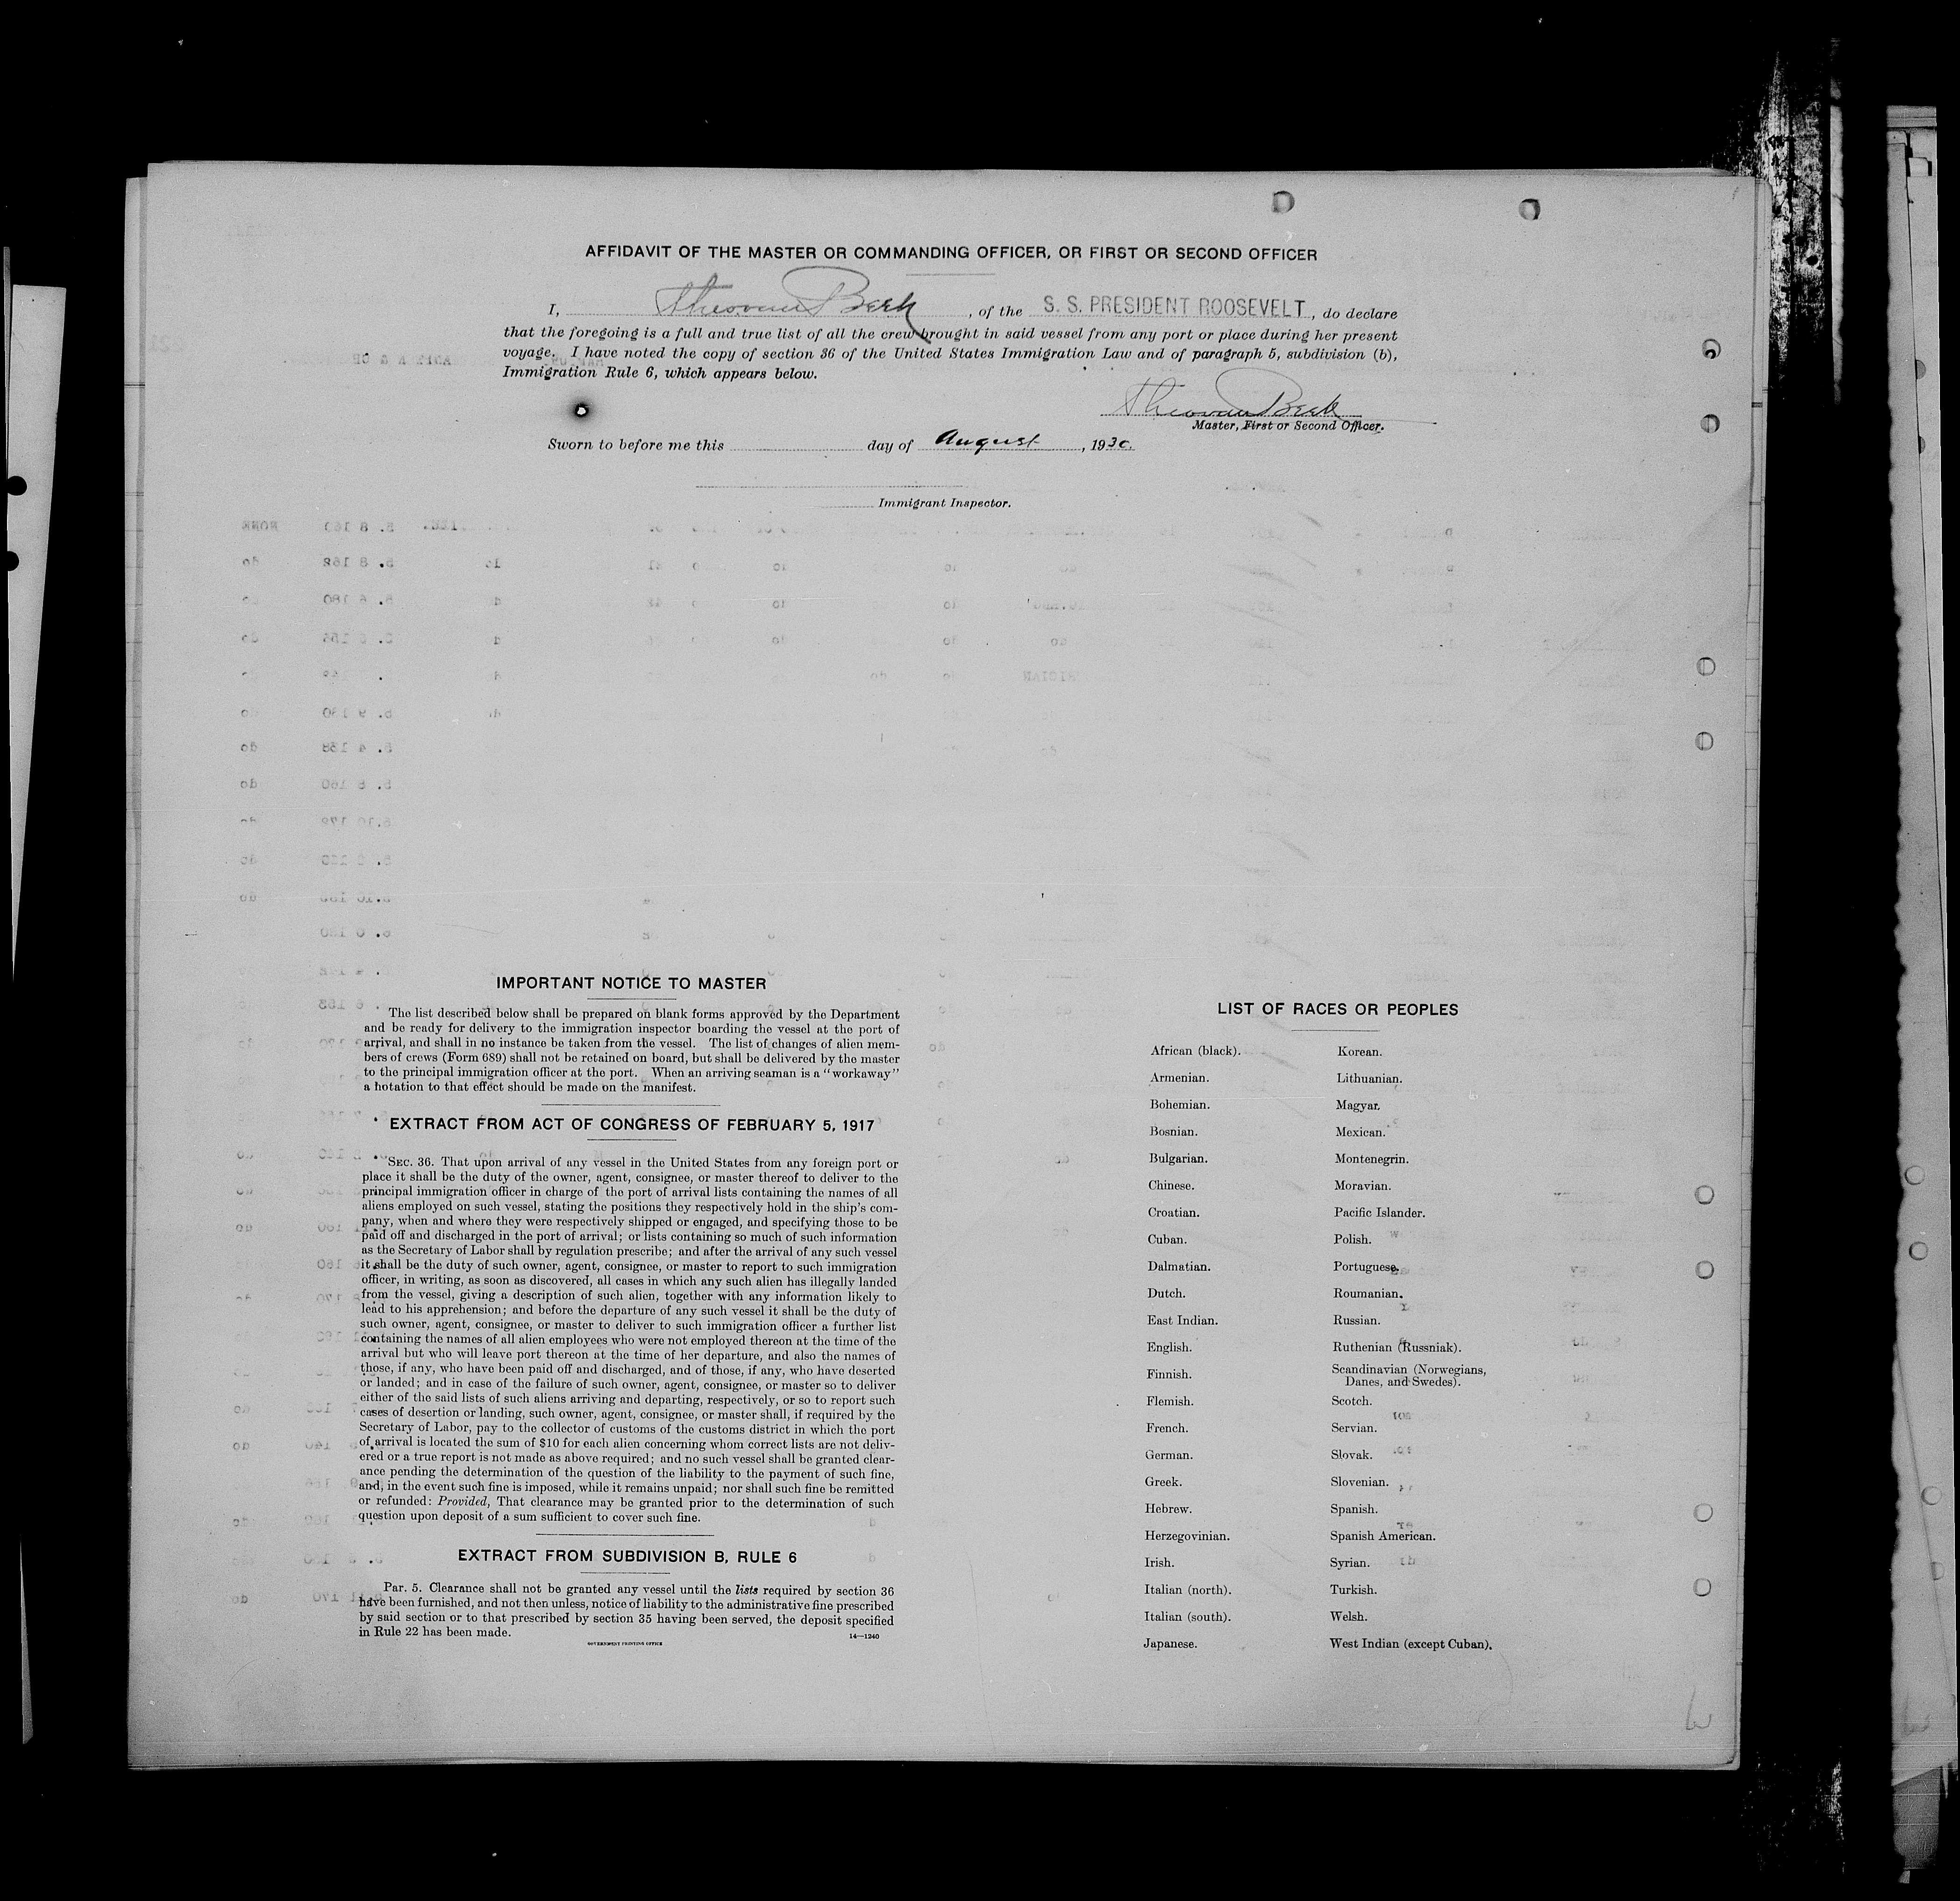 AFFIDAVIT OF THE MASTER OR COMMANDING OFFICER, OR FIRST OR SECOND OFFICER
I, Theo van Beek, of the S. S. PRESIDENT ROOSEVELT, do declare
that the foregoing is a full and true list of all the crew brought in said vessel from any port or place during her present
voyage. I have noted the copy of section 36 of the United States Immigration Law and of paragraph 5, subdivision (b),
Immigration Rule 6, which appears below.
Theo van Beek
Master, First or Second Officer.
Sworn to before me this day of August, 1930.
Immigrant Inspector.
IMPORTANT NOTICE TO MASTER
The list described below shall be prepared on blank forms approved by the Department
and be ready for delivery to the immigration inspector boarding the vessel at the port of
arrival, and shall in no instance be taken from the vessel. The list of changes of alien mem-
bers of crews (Form 689) shall not be retained on board, but shall be delivered by the master
to the principal immigration officer at the port. When an arriving seaman is a "workaway"
a notation to that effect should be made on the manifest.
EXTRACT FROM ACT OF CONGRESS OF FEBRUARY 5, 1917
SEC. 36. That upon arrival of any vessel in the United States from any foreign port or
place it shall be the duty of the owner, agent, consignee, or master thereof to deliver to the
principal immigration officer in charge of the port of arrival lists containing the names of all
aliens employed on such vessel, stating the positions they respectively hold in the ship's com-
pany, when and where they were respectively shipped or engaged, and specifying those to be
paid off and discharged in the port of arrival; or lists containing so much of such information
as the Secretary of Labor shall by regulation prescribe; and after the arrival of any such vessel
it shall be the duty of such owner, agent, consignee, or master to report to such immigration
officer, in writing, as soon as discovered, all cases in which any such alien has illegally landed
from the vessel, giving a description of such alien, together with any information likely to
lead to his apprehension; and before the departure of any such vessel it shall be the duty of
such owner, agent, consignee, or master to deliver to such immigration officer a further list
containing the names of all alien employees who were not employed thereon at the time of the
arrival but who will leave port thereon at the time of her departure, and also the names of
those, if any, who have been paid off and discharged, and of those, if any, who have deserted
or landed; and in case of the failure of such owner, agent, consignee, or master so to deliver
either of the said lists of such aliens arriving and departing, respectively, or so to report such
cases of desertion or landing, such owner, agent, consignee, or master shall, if required by the
Secretary of Labor, pay to the collector of customs of the customs district in which the port
of arrival is located the sum of $10 for each alien concerning whom correct lists are not deliv-
ered or a true report is not made as above required; and no such vessel shall be granted clear-
ance pending the determination of the question of the liability to the payment of such fine,
and, in the event such fine is imposed, while it remains unpaid; nor shall such fine be remitted
or refunded: Provided, That clearance may be granted prior to the determination of such
question upon deposit of a sum sufficient to cover such fine.
EXTRACT FROM SUBDIVISION B, RULE 6
Par. 5. Clearance shall not be granted any vessel until the lists required by section 36
have been furnished, and not then unless, notice of liability to the administrative fine prescribed
by said section or to that prescribed by section 35 having been served, the deposit specified
in Rule 22 has been made.
GOVERNMENT PRINTING OFFICE 14—1240
LIST OF RACES OR PEOPLES
African (black). Korean.
Armenian. Lithuanian.
Bohemian. Magyar.
Bosnian. Mexican.
Bulgarian. Montenegrin.
Chinese. Moravian.
Croatian. Pacific Islander.
Cuban. Polish.
Dalmatian. Portuguese.
Dutch. Roumanian.
East Indian. Russian.
English. Ruthenian (Russniak).
Finnish. Scandinavian (Norwegians,
Danes, and Swedes).
Flemish. Scotch.
French. Servian.
German. Slovak.
Greek. Slovenian.
Hebrew. Spanish.
Herzegovinian. Spanish American.
Irish. Syrian.
Italian (north). Turkish.
Italian (south). Welsh.
Japanese. West Indian (except Cuban).